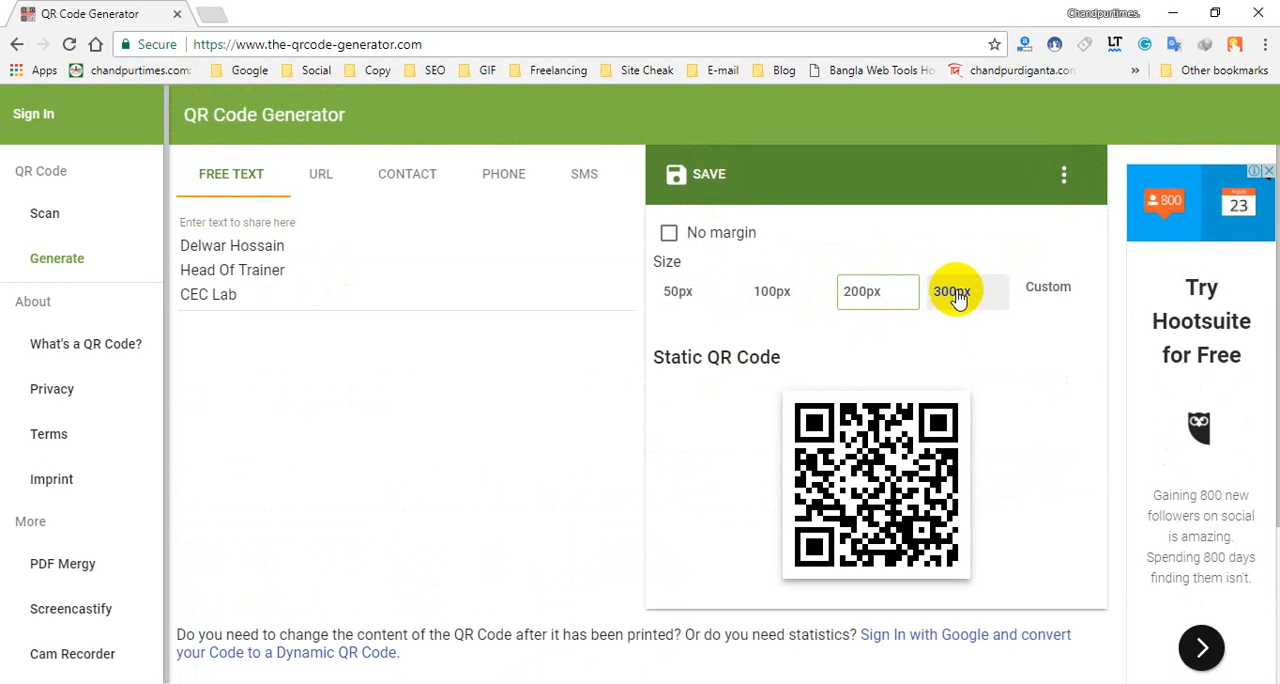 QR Code Generator
Chandpurtimes.
Secure
https://www.the-qrcode-generator.com
LT
Apps
chandpurtimes.com
Google
Social
Copy
SEO
GIF
Freelancing
Site Cheak
E-mail
Blog
Bangla Web Tools Ho
chandpurdiganta.co
»
Other bookmarks
Sign In
QR Code
Scan
Generate
About
What's a QR Code?
Privacy
Terms
Imprint
More
PDF Mergy
Screencastify
Cam Recorder
QR Code Generator
FREE TEXT
URL
CONTACT
PHONE
SMS
Enter text to share here
Delwar Hossain
Head Of Trainer
CEC Lab
SAVE
No margin
Size
50px
100px
200px
300px
Custom
Static QR Code
Do you need to change the content of the QR Code after it has been printed? Or do you need statistics? Sign In with Google and convert
your Code to a Dynamic QR Code.
800
August
23
Try
Hootsuite
for Free
Gaining 800 new
followers on social
is amazing.
Spending 800 days
finding them isn't.